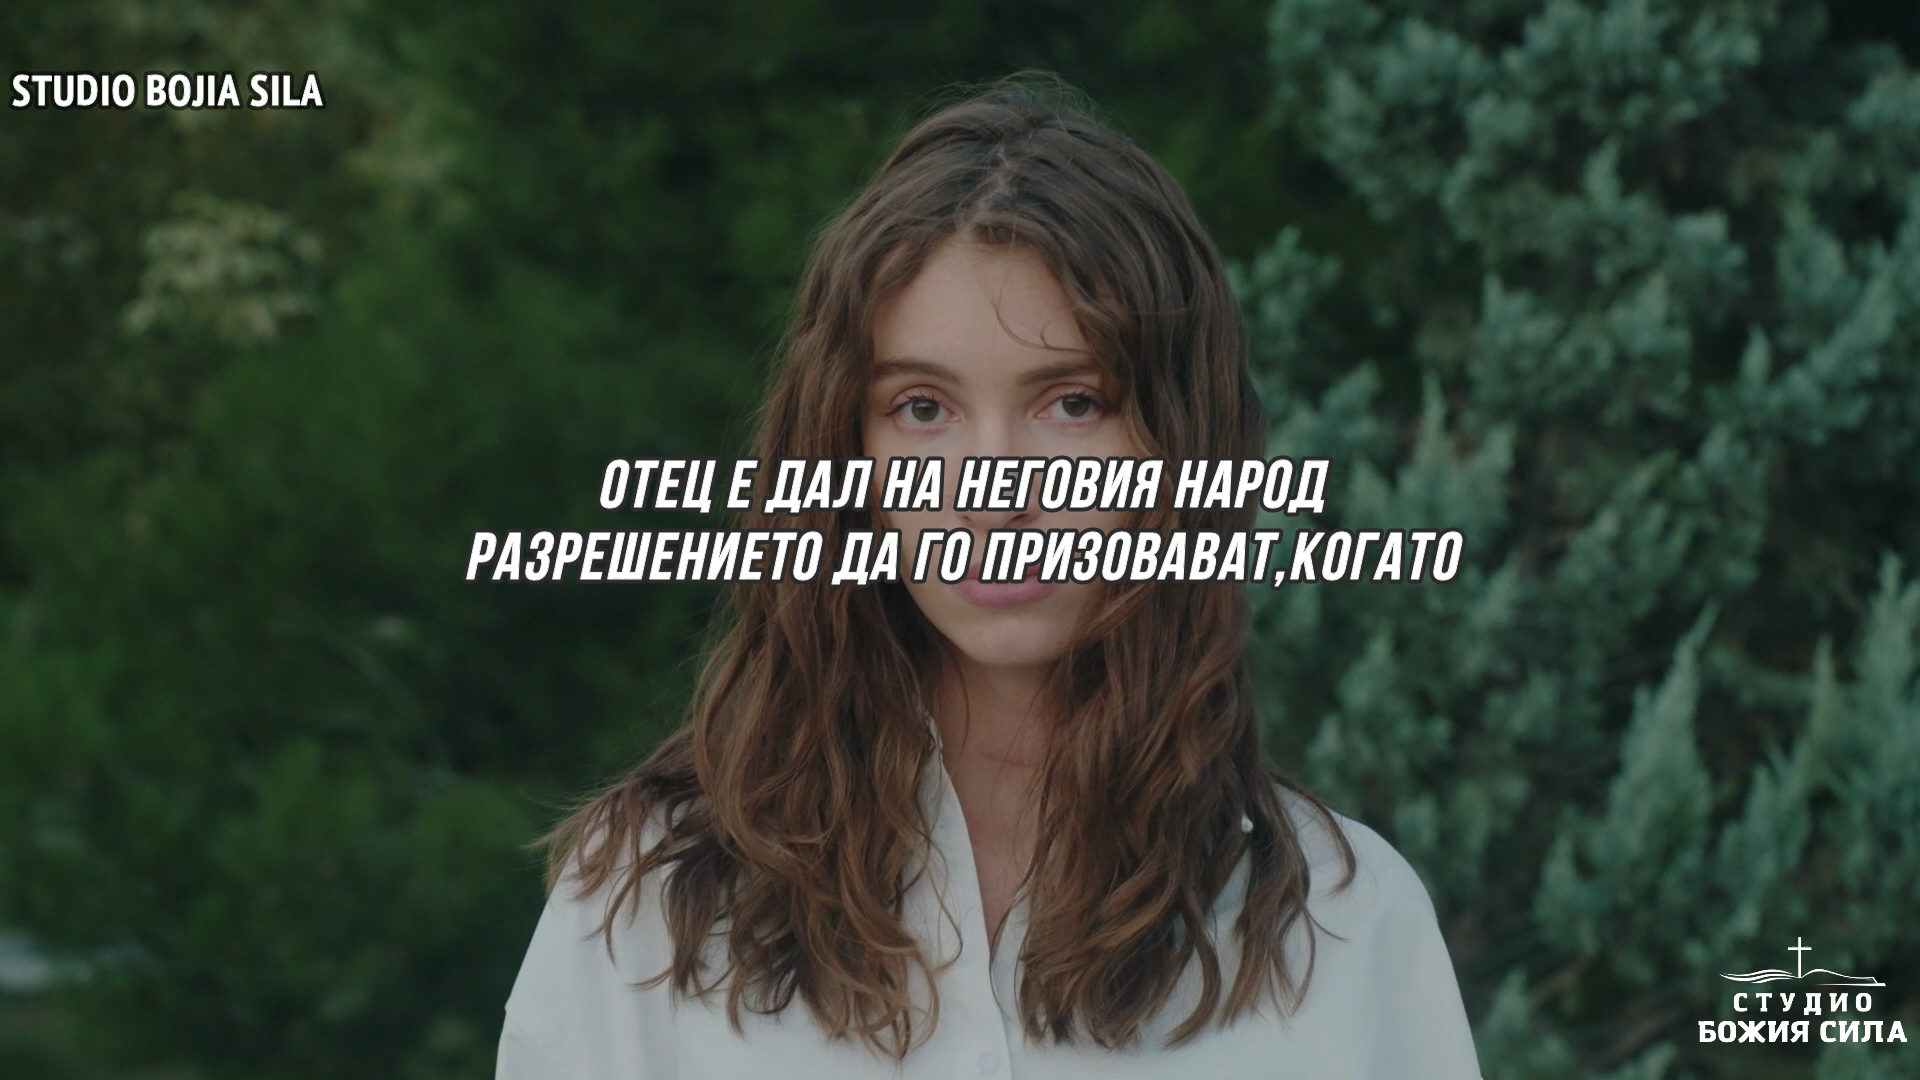 STUDIO BOJIA SILA
ОТЕЦ Е ДАЛ НА НЕГОВИЯ НАРОД
РАЗРЕШЕНИЕТО ДА ГО ПРИЗОВАВАТ,КОГАТО
СТУДИО
БОЖИЯ СИЛА